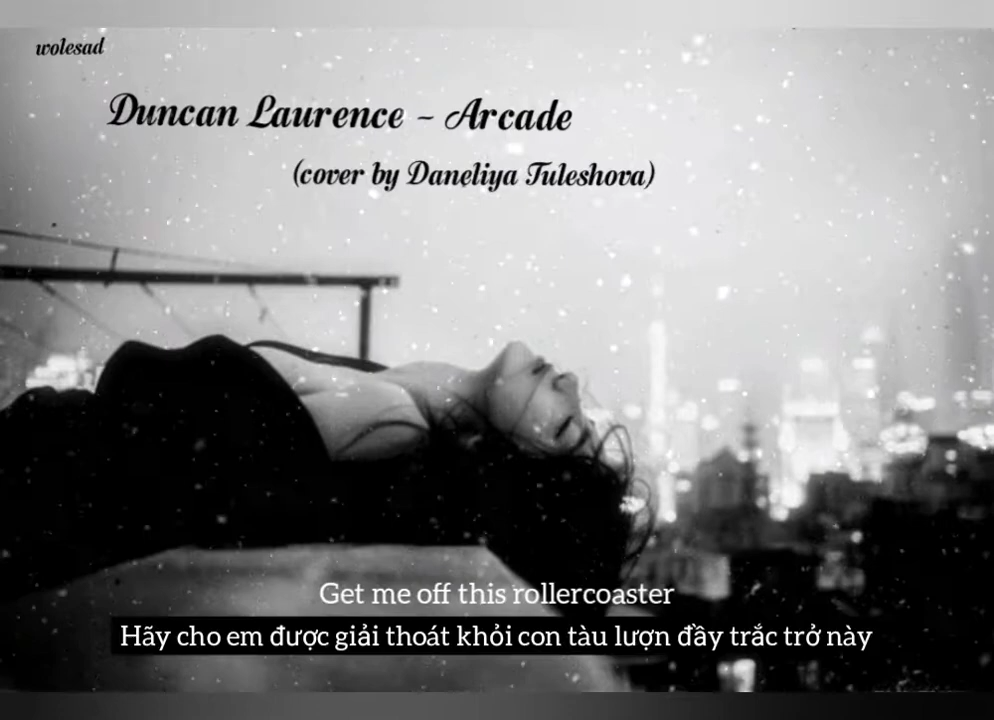 wolesad
Duncan Laurence - Arcade
(cover by Daneliya Tuleshova)
Get me off this rollercoaster
Hãy cho em được giải thoát khỏi con tàu lượn đầy trắc trở này